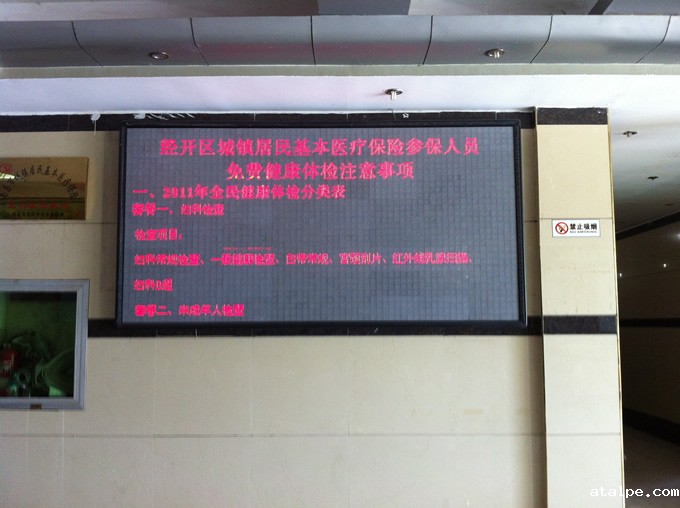 经开区城镇居民基本医疗保险参保人员
免费健康体检注意事项
一、2011年全民健康体检分类表
套餐一、妇科检查
检查项目:
妇科常规检查、一般健康检查、白带常规、宫颈刮片、红外线乳腺扫描、
妇科B超
套餐二、未成年人检查
禁止吸烟
NO SMOKING
atalpe.com